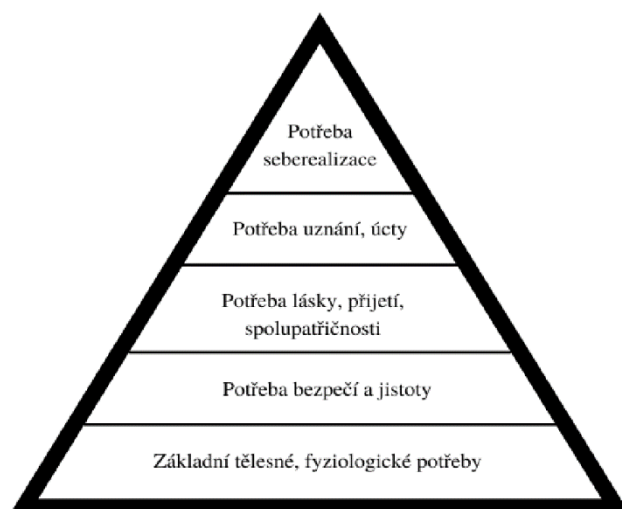 Potřeba
seberealizace
Potřeba uznání, úcty
Potřeba lásky, přijetí,
spolupatřičnosti
Potřeba bezpečí a jistoty
Základní tělesné, fyziologické potřeby